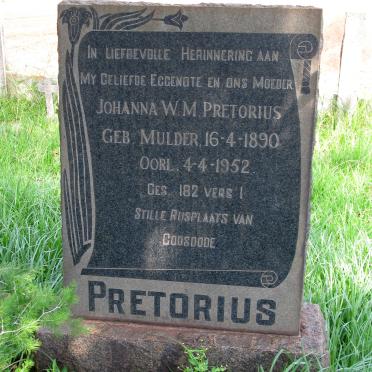 In Liefdevolle Herinnering aan
My Geliefde Eggenote en ons Moeder
Johanna W. M. Pretorius
Geb Mulder, 16-4-1890
Oorl. 4-4-1952
Ges. 182 vers 1
Stille Rusplaats van
Godsdode
Pretorius